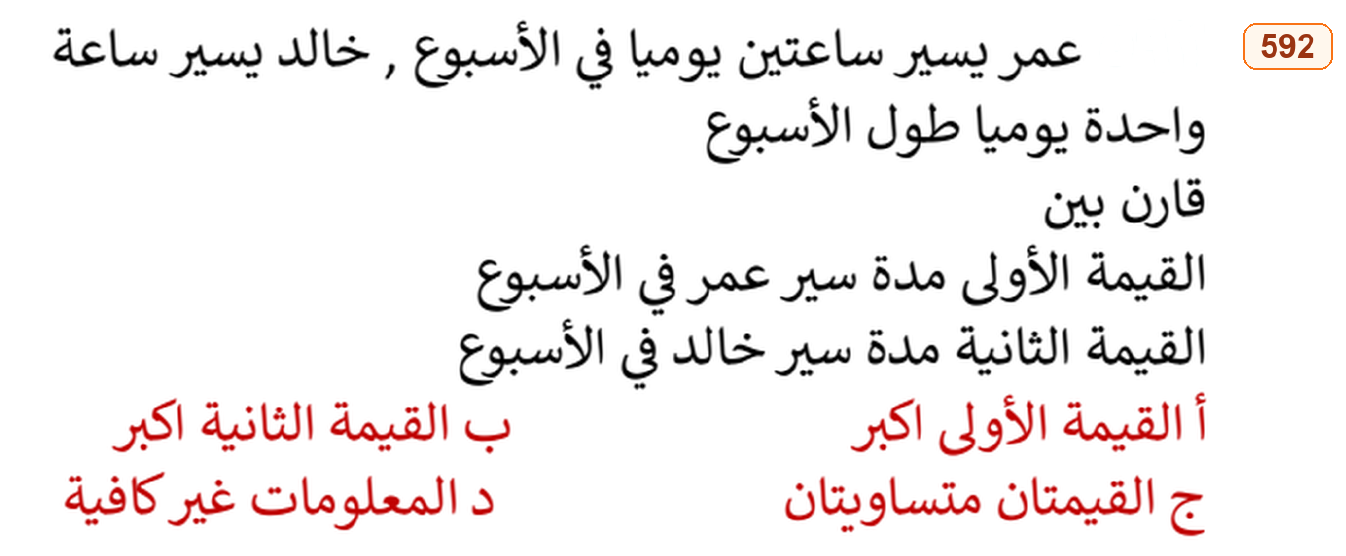 592
عمر يسير ساعتين يوميا في الأسبوع , خالد يسير ساعة
واحدة يوميا طول الأسبوع
قارن بين
القيمة الأولى مدة سير عمر في الأسبوع
القيمة الثانية مدة سير خالد في الأسبوع
أ القيمة الأولى اكبر ب القيمة الثانية اكبر
ج القيمتان متساويتان د المعلومات غير كافية